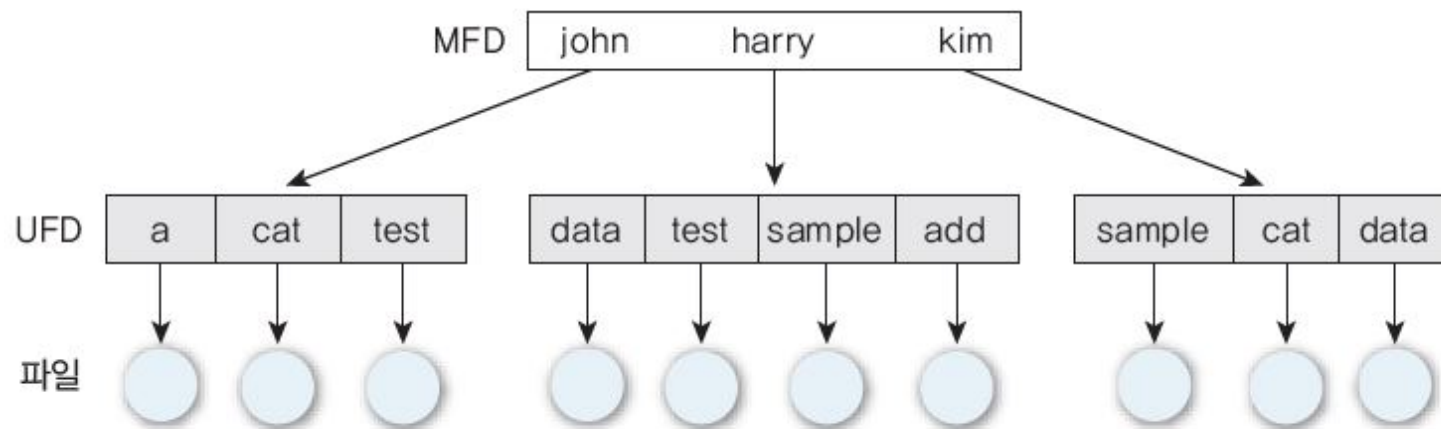 MFD john harry kim
UFD a cat test data test sample add sample cat data
파일